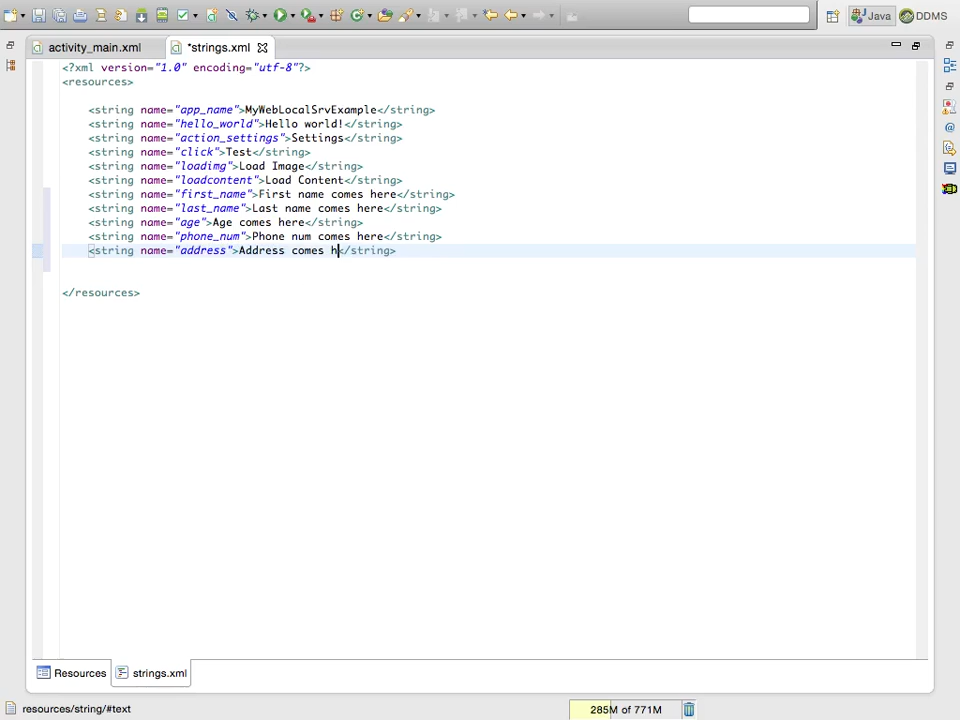 Java
DDMS
activity_main.xml
*strings.xml
<?xml version="1.0" encoding="utf-8"?>
<resources>
<string name="app_name">MyWebLocalSrvExample</string>
<string name="hello_world">Hello world!</string>
<string name="action_settings">Settings</string>
<string name="click">Test</string>
<string name="loadimg">Load Image</string>
<string name="loadcontent">Load Content</string>
<string name="first_name">First name comes here</string>
<string name="last_name">Last name comes here</string>
<string name="age">Age comes here</string>
<string name="phone_num">Phone num comes here</string>
<string name="address">Address comes h</string>
</resources>
Resources
strings.xml
resources/string/#text
285M of 771M